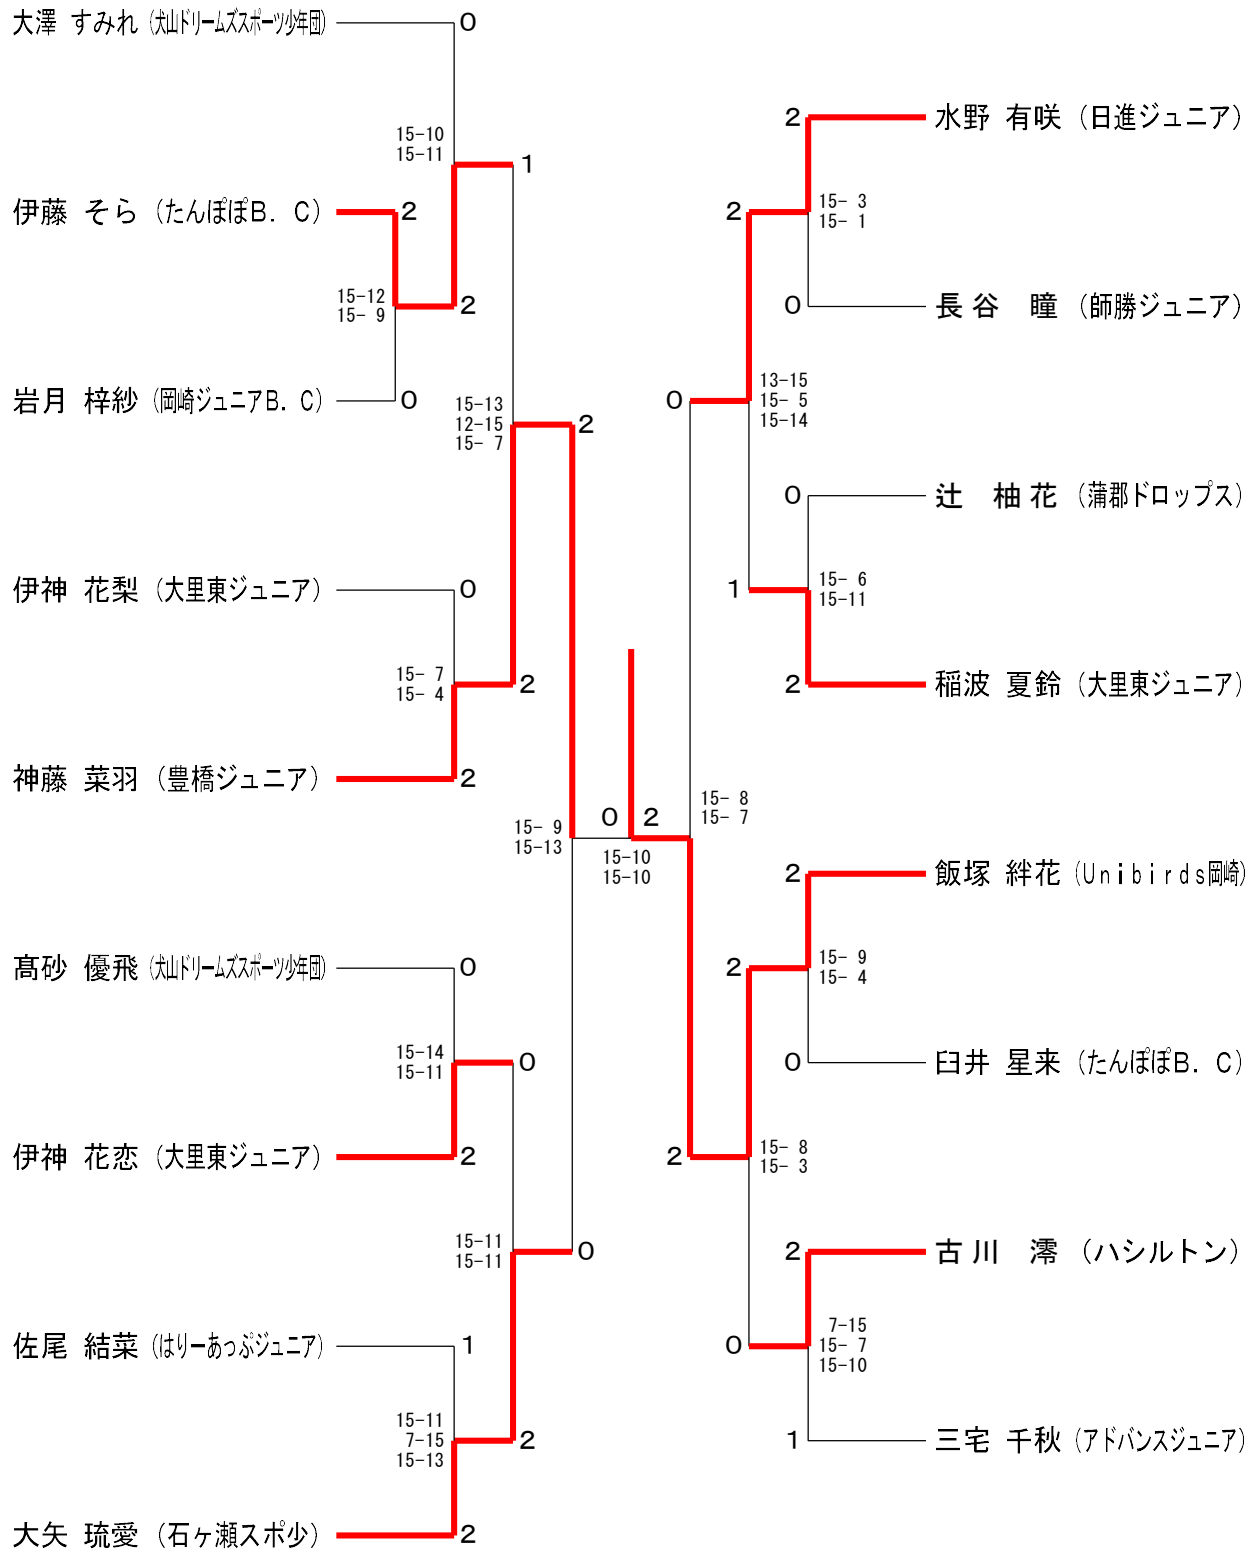 大澤 すみれ (犬山ドリームズスポーツ少年団) 0
15-10
15-11
1
伊藤 そら (たんぽぽB. C) 2
15-12
15- 9
2
岩月 梓紗 (岡崎ジュニアB. C) 0
15-13
12-15
15- 7
2
伊神 花梨 (大里東ジュニア) 0
15- 7
15- 4
2
神藤 菜羽 (豊橋ジュニア) 2
15- 9
15-13
0 2
15-10
15-10
髙砂 優飛 (犬山ドリームズスポーツ少年団) 0
15-14
15-11
0
伊神 花恋 (大里東ジュニア) 2
15-11
15-11
0
佐尾 結菜 (はりーあっぷジュニア) 1
15-11
7-15
15-13
2
大矢 琉愛 (石ヶ瀬スポ少) 2
2 水野 有咲 (日進ジュニア)
2
15- 3
15- 1
0 長谷 瞳 (師勝ジュニア)
0
13-15
15- 5
15-14
0 辻 柚花 (蒲郡ドロップス)
1
15- 6
15-11
2 稲波 夏鈴 (大里東ジュニア)
15- 8
15- 7
2 飯塚 絆花 (Unibirds岡崎)
2
15- 9
15- 4
0 臼井 星来 (たんぽぽB. C)
2
15- 8
15- 3
2 古川 澪 (ハシルトン)
0
7-15
15- 7
15-10
1 三宅 千秋 (アドバンスジュニア)